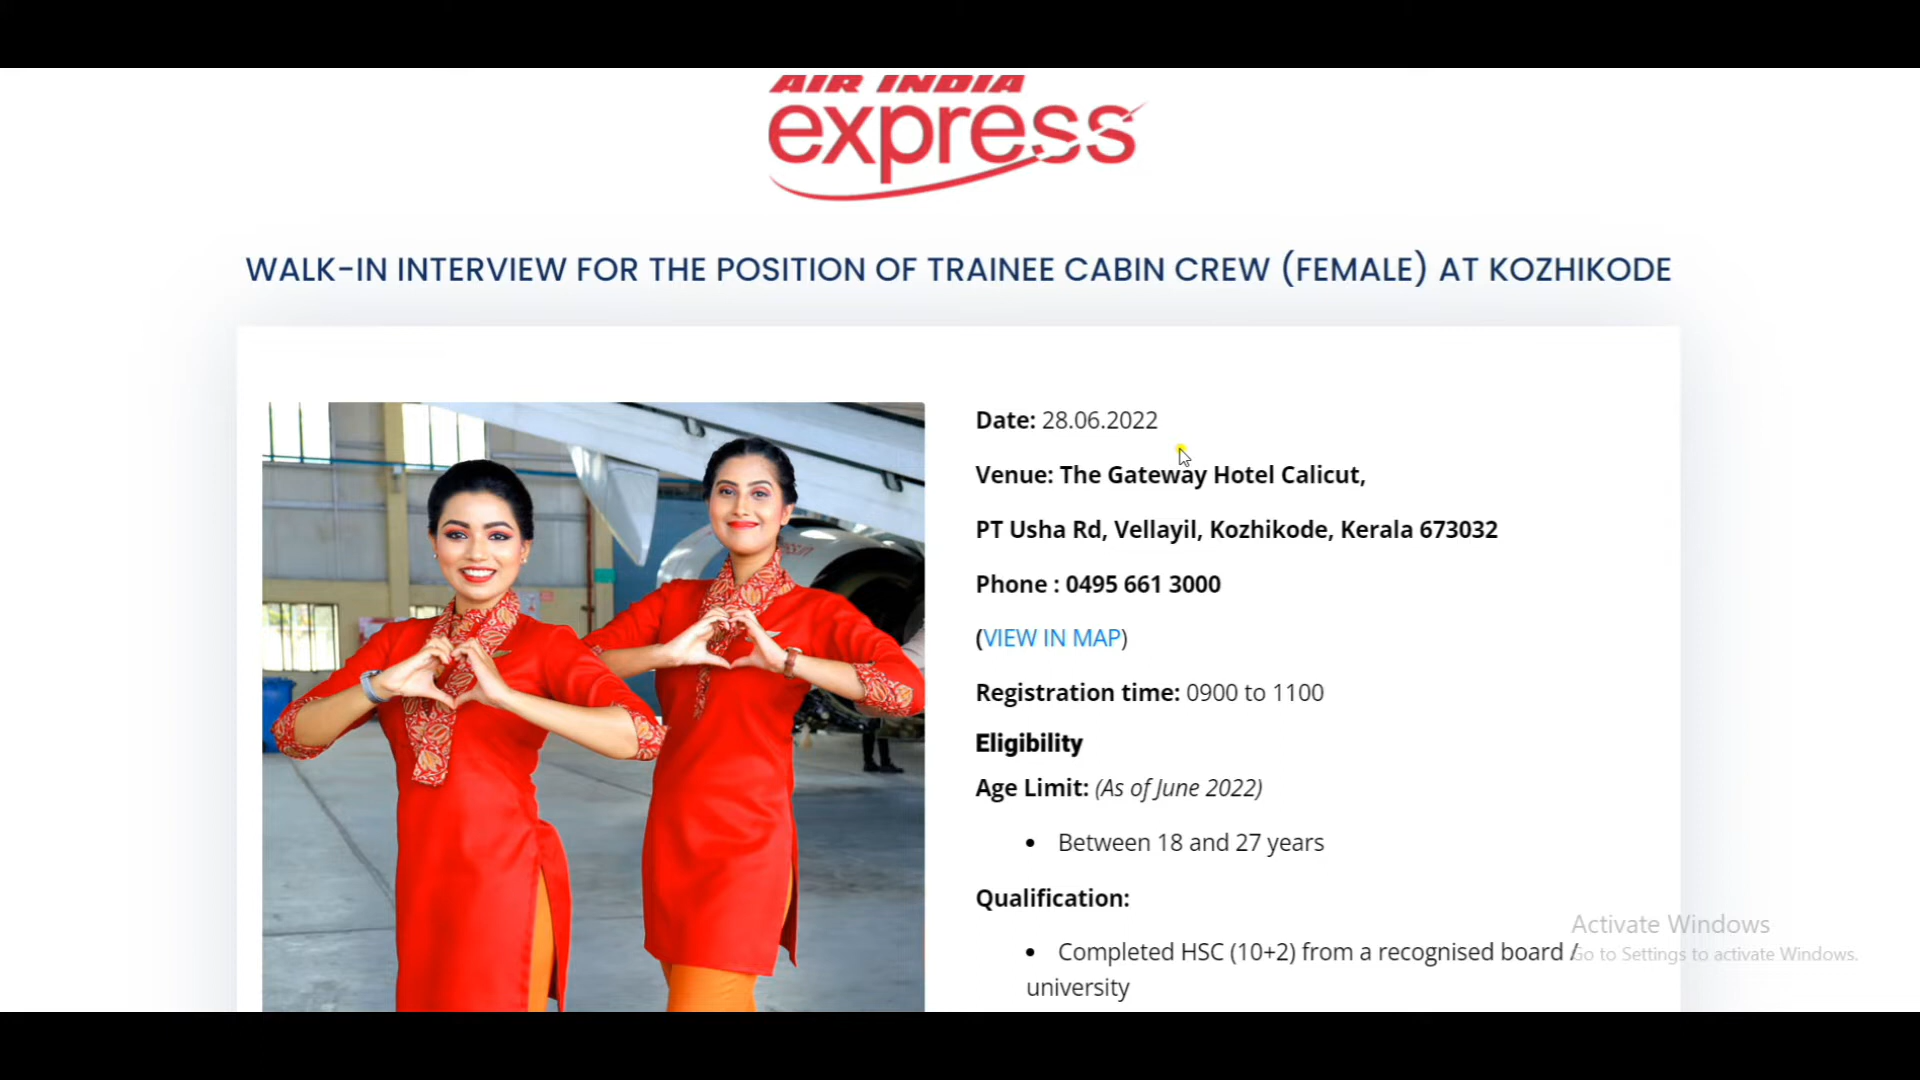 AIR INDIA
express
WALK-IN INTERVIEW FOR THE POSITION OF TRAINEE CABIN CREW (FEMALE) AT KOZHIKODE
Date: 28.06.2022
Venue: The Gateway Hotel Calicut,
PT Usha Rd, Vellayil, Kozhikode, Kerala 673032
Phone : 0495 661 3000
(VIEW IN MAP)
Registration time: 0900 to 1100
Eligibility
Age Limit: (As of June 2022)
• Between 18 and 27 years
Qualification:
• Completed HSC (10+2) from a recognised board /
university
Activate Windows
Go to Settings to activate Windows.